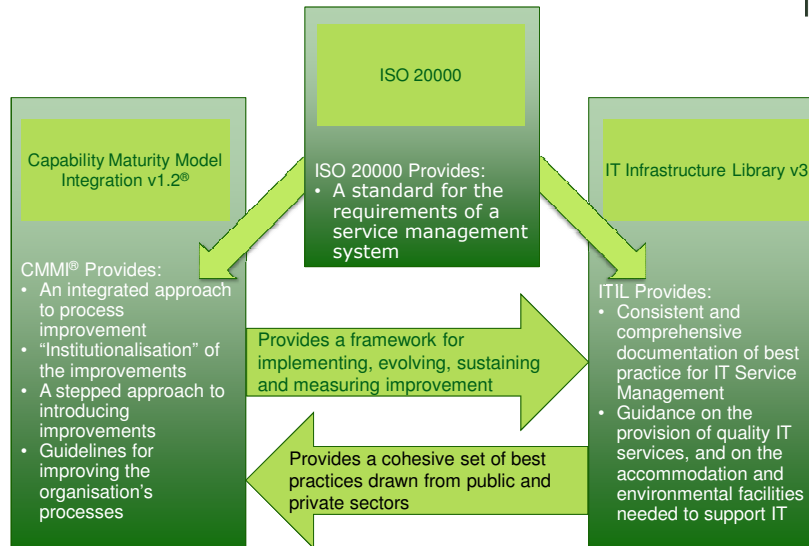 ISO 20000
ISO 20000 Provides:
• A standard for the
requirements of a
service management
system
Capability Maturity Model
Integration v1.2®
CMMI® Provides:
• An integrated approach
to process
improvement
• “Institutionalisation” of
the improvements
• A stepped approach to
introducing
improvements
• Guidelines for
improving the
organisation's
processes
Provides a framework for
implementing, evolving, sustaining
and measuring improvement
Provides a cohesive set of best
practices drawn from public and
private sectors
IT Infrastructure Library v3
ITIL Provides:
• Consistent and
comprehensive
documentation of best
practice for IT Service
Management
• Guidance on the
provision of quality IT
services, and on the
accommodation and
environmental facilities
needed to support IT